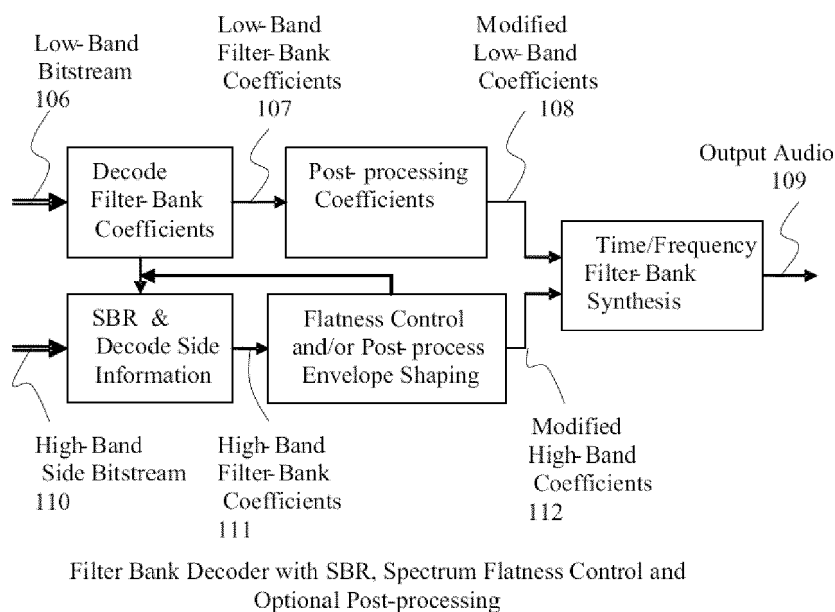 Low-Band
Bitstream
106
Low-Band
Filter-Bank
Coefficients
107
Modified
Low-Band
Coefficients
108
Output Audio
109
Decode
Filter-Bank
Coefficients
Post- processing
Coefficients
Time/Frequency
Filter-Bank
Synthesis
SBR &
Decode Side
Information
Flatness Control
and/or Post- process
Envelope Shaping
High-Band
Side Bitstream
110
High-Band
Filter-Bank
Coefficients
111
Modified
High-Band
Coefficients
112
Filter Bank Decoder with SBR, Spectrum Flatness Control and
Optional Post-processing